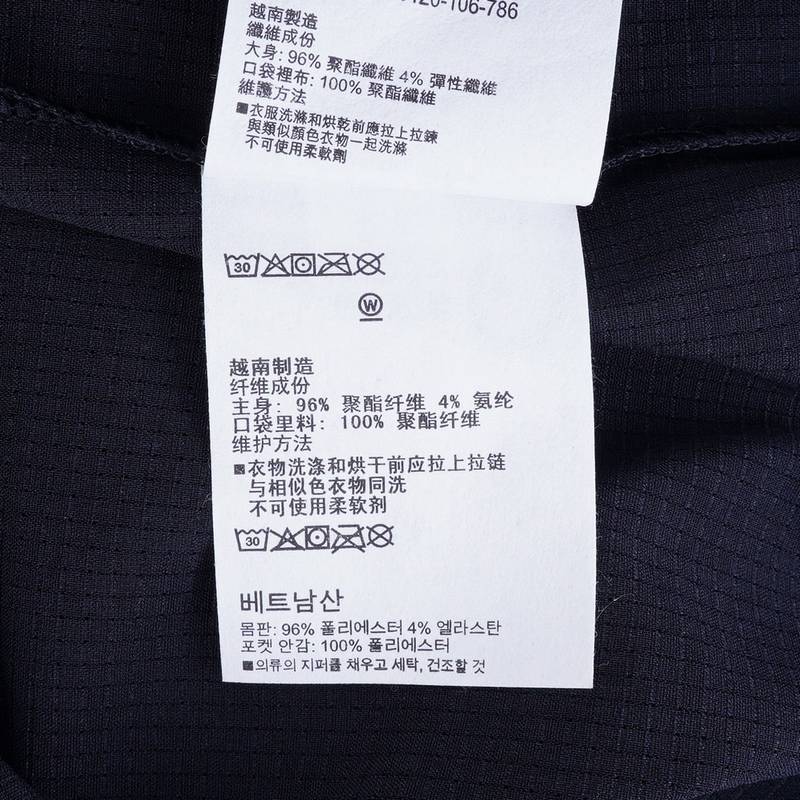 120-106-786
越南製造
纖維成份
大身: 96% 聚酯纖維 4% 彈性纖維
口袋裡布: 100% 聚酯纖維
維護方法
■衣服洗滌和烘乾前應拉上拉鍊
與類似顏色衣物一起洗滌
不可使用柔軟劑
30
W
越南制造
纤维成份
主身: 96% 聚酯纤维 4% 氨纶
口袋里料: 100% 聚酯纤维
维护方法
■衣物洗涤和烘干前应拉上拉链
与相似色衣物同洗
不可使用柔软剂
30
베트남산
몸판: 96% 폴리에스터 4% 엘라스탄
포켓 안감: 100% 폴리에스터
■의류의 지퍼를 채우고 세탁, 건조할 것